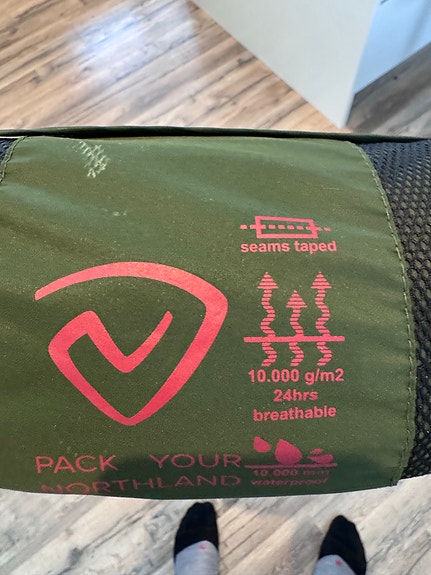 seams taped
10.000 g/m2
24hrs
breathable
PACK YOUR
NORTHLAND
10.000 mm
waterproof